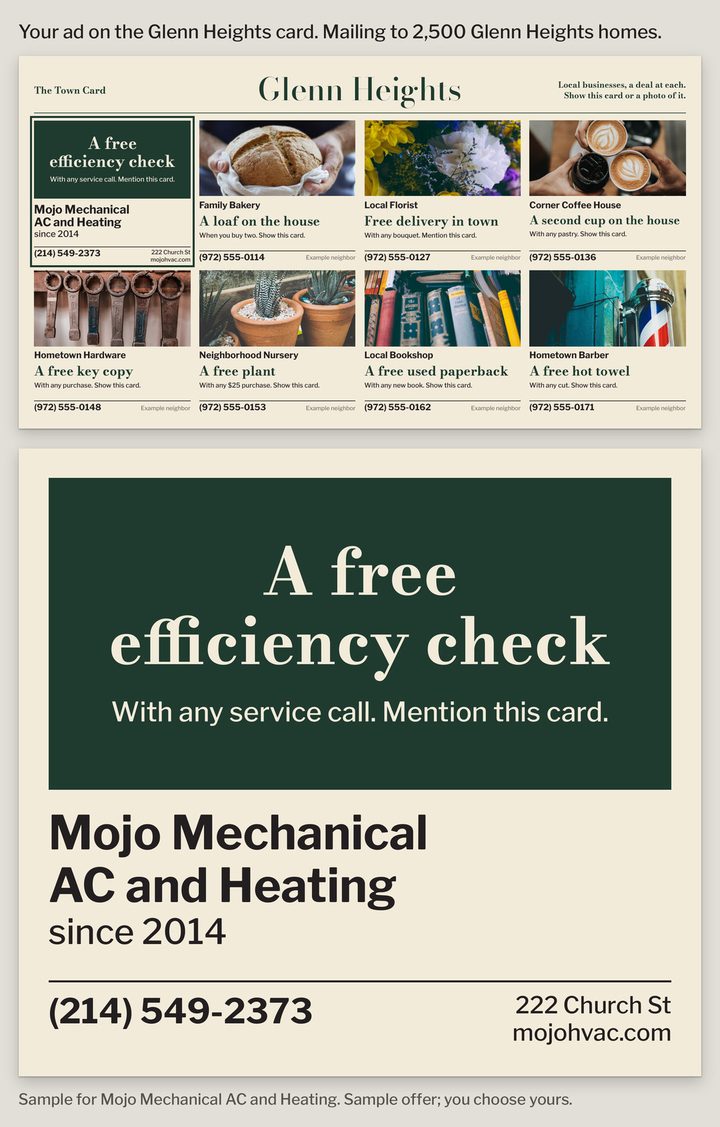 Your ad on the Glenn Heights card. Mailing to 2,500 Glenn Heights homes.
The Town Card
Glenn Heights
Local businesses, a deal at each.
Show this card or a photo of it.
A free
efficiency check
With any service call. Mention this card.
Mojo Mechanical
AC and Heating
since 2014
(214) 549-2373
222 Church St
mojohvac.com
Family Bakery
A loaf on the house
When you buy two. Show this card.
(972) 555-0114
Example neighbor
Local Florist
Free delivery in town
With any bouquet. Mention this card.
(972) 555-0127
Example neighbor
Corner Coffee House
A second cup on the house
With any pastry. Show this card.
(972) 555-0136
Example neighbor
Hometown Hardware
A free key copy
With any purchase. Show this card.
(972) 555-0148
Example neighbor
Neighborhood Nursery
A free plant
With any $25 purchase. Show this card.
(972) 555-0153
Example neighbor
Local Bookshop
A free used paperback
With any new book. Show this card.
(972) 555-0162
Example neighbor
Hometown Barber
A free hot towel
With any cut. Show this card.
(972) 555-0171
Example neighbor
A free
efficiency check
With any service call. Mention this card.
Mojo Mechanical
AC and Heating
since 2014
(214) 549-2373
222 Church St
mojohvac.com
Sample for Mojo Mechanical AC and Heating. Sample offer; you choose yours.